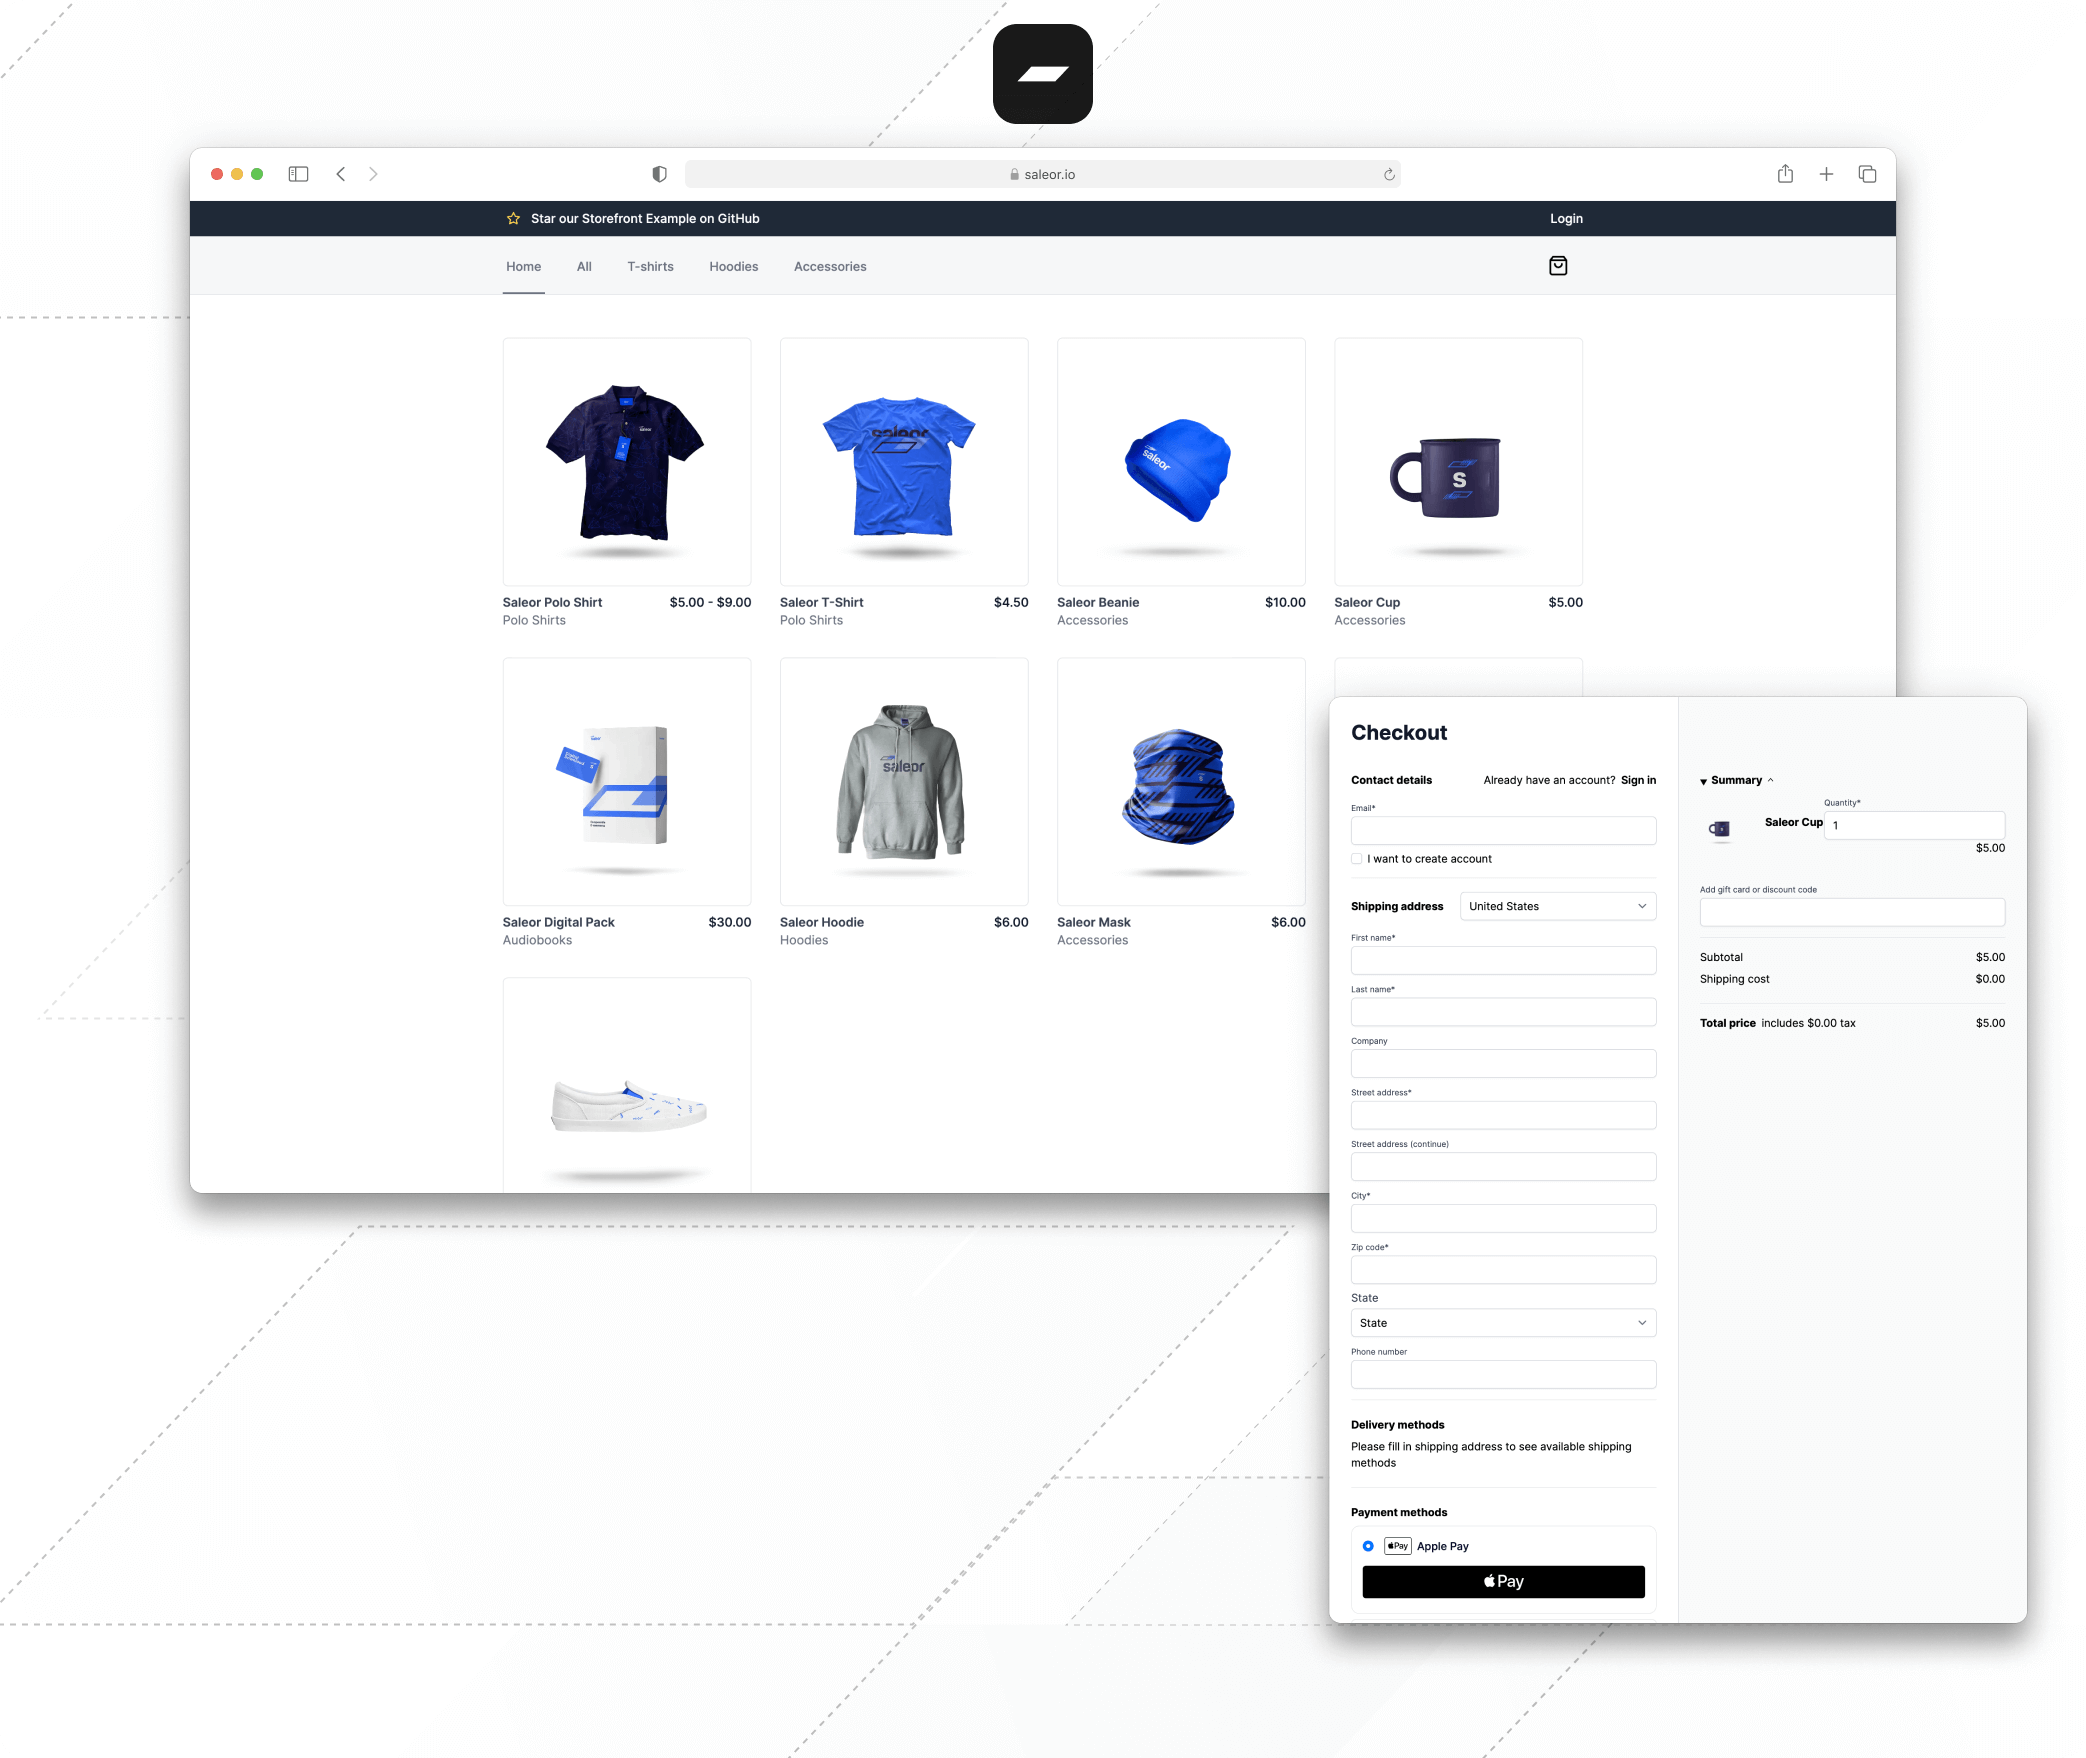 saleor.io
Star our Storefront Example on GitHub
Login
Home
All
T-shirts
Hoodies
Accessories
saleor
saleor
saleor
S
Saleor Polo Shirt
$5.00 - $9.00
Polo Shirts
Saleor T-Shirt
$4.50
Polo Shirts
Saleor Beanie
$10.00
Accessories
Saleor Cup
$5.00
Accessories
saleor
Saleor Digital Pack
$30.00
Audiobooks
Saleor Hoodie
$6.00
Hoodies
Saleor Mask
$6.00
Accessories
Checkout
Contact details
Already have an account? Sign in
Email*
I want to create account
Shipping address
United States
First name*
Last name*
Company
Street address*
Street address (continue)
City*
Zip code*
State
State
Phone number
Delivery methods
Please fill in shipping address to see available shipping
methods
Payment methods
Pay
Apple Pay
Pay
Summary
Quantity*
Saleor Cup
1
$5.00
Add gift card or discount code
Subtotal
$5.00
Shipping cost
$0.00
Total price includes $0.00 tax
$5.00